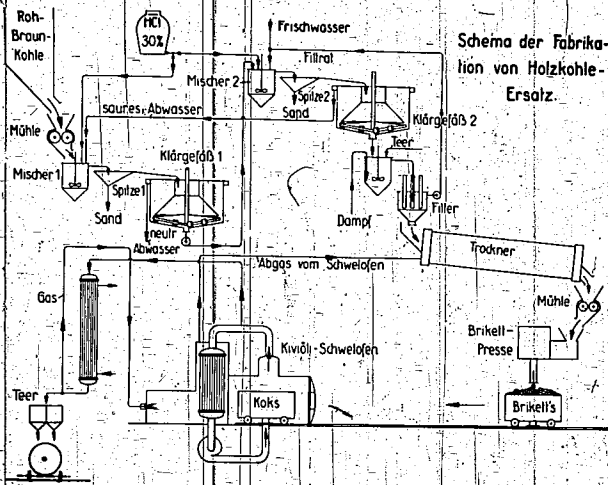 Roh-
Braun-
Kohle
HCl
30%
Frischwasser
Filtrat
Schema der Fabrika-
tion von Holzkohle-
Ersatz.
Mischer 2
Spitze 2
Sand
saures Abwasser
Klärgefäß 2
Mühle
Klärgefäß 1
Teer
Mischer 1
Spitze 1
Sand
neutr
Abwasser
Dampf
Filter
Trockner
Abgas vom Schwelofen
Gas
Mühle
Brikett-
Presse
Kiviöli-Schwelofen
Teer
Koks
Brikett's